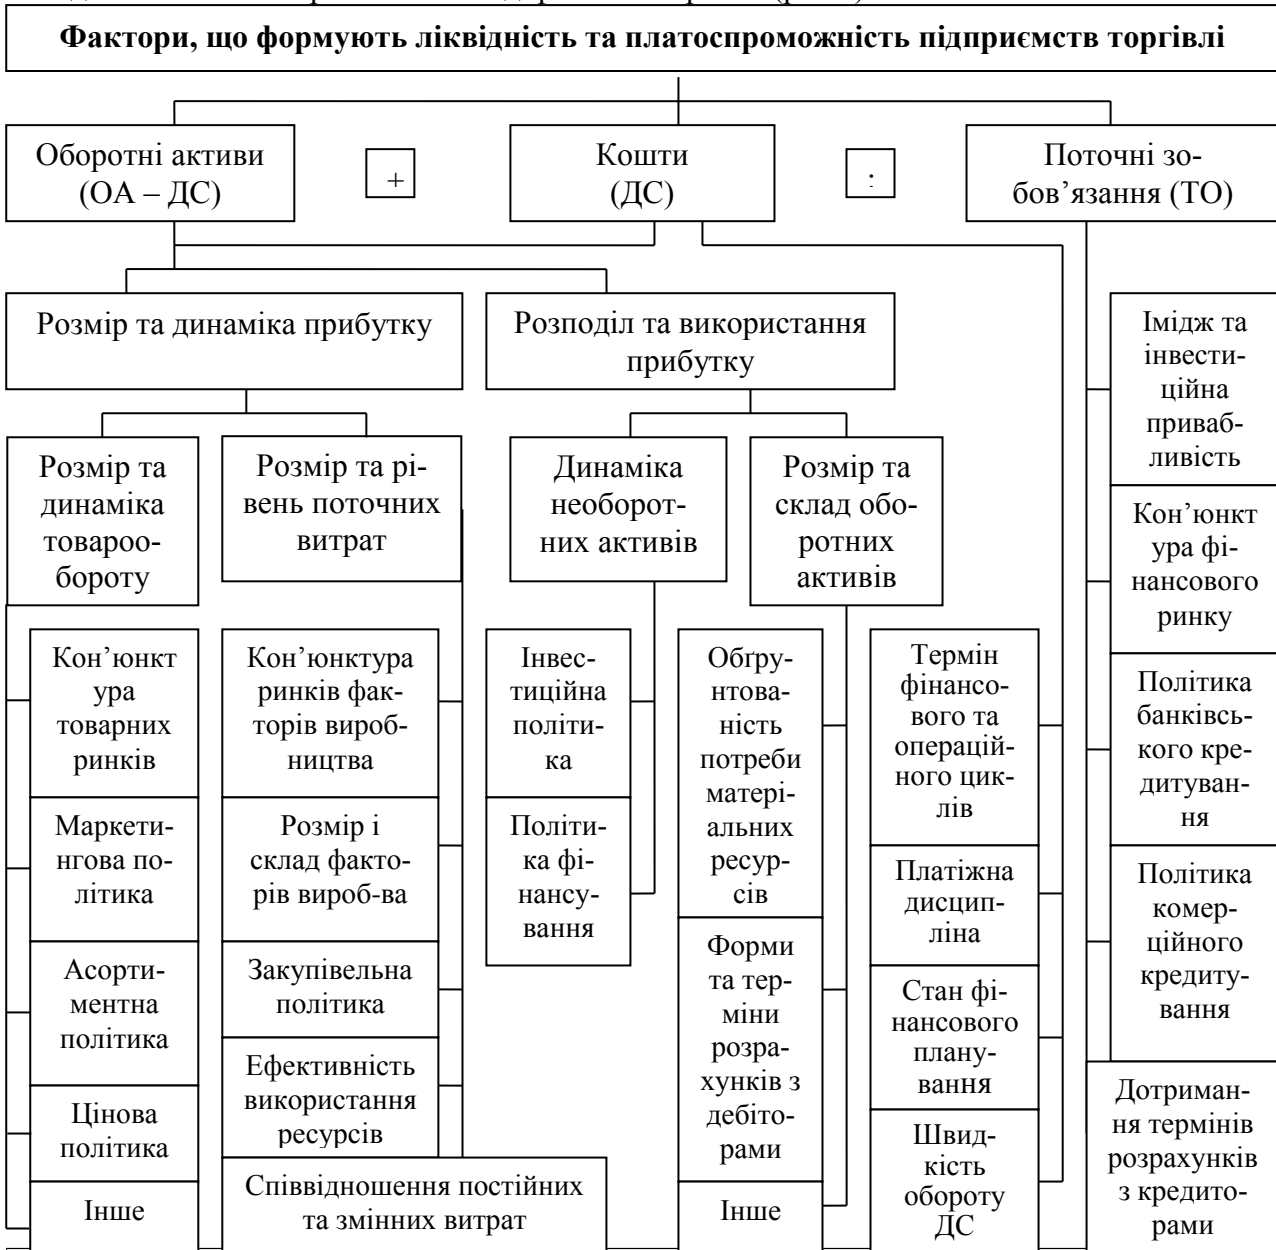 Фактори, що формують ліквідність та платоспроможність підприємств торгівлі
Оборотні активи
(ОА – ДС)
+
Кошти
(ДС)
:
Поточні зо-
бов’язання (ТО)
Розмір та динаміка прибутку
Розподіл та використання
прибутку
Розмір та
динаміка
товароо-
бороту
Розмір та рі-
вень поточних
витрат
Динаміка
необорот-
них активів
Розмір та
склад обо-
ротних
активів
Кон’юнкт
ура
товарних
ринків
Маркети-
нгова по-
літика
Асорти-
ментна
політика
Цінова
політика
Інше
Кон’юнктура
ринків фак-
торів вироб-
ництва
Розмір і
склад факто-
рів вироб-ва
Закупівельна
політика
Ефективність
використання
ресурсів
Співвідношення постійних
та змінних витрат
Інвес-
тиційна
політи-
ка
Політи-
ка фі-
нансу-
вання
Обґру-
нтова-
ність
потреби
матері-
альних
ресур-
сів
Форми
та тер-
міни
розра-
хунків з
дебіто-
рами
Інше
Термін
фінансо-
вого та
операцій-
ного цик-
лів
Платіжна
дисцип-
ліна
Стан фі-
нансового
плану-
вання
Швид-
кість
обороту
ДС
Імідж та
інвести-
ційна
приваб-
ливість
Кон’юнкт
ура фі-
нансового
ринку
Політика
банківсь-
кого кре-
дитуван-
ня
Політика
комер-
ційного
кредиту-
вання
Дотриман-
ня термінів
розрахунків
з кредито-
рами